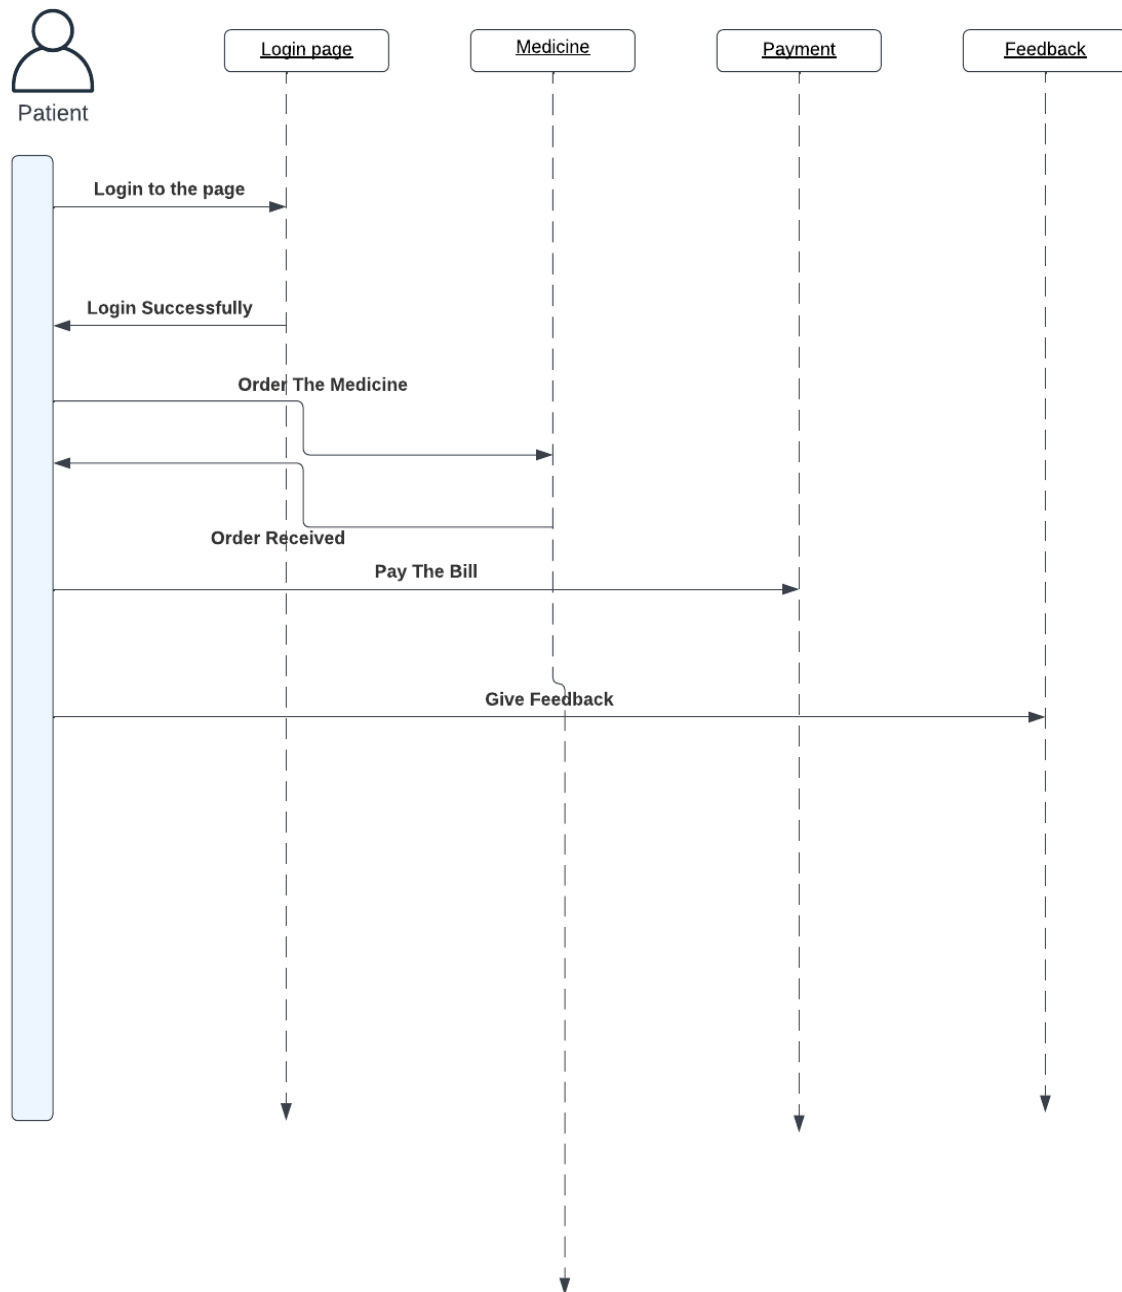 Login page
Medicine
Payment
Feedback
Patient
Login to the page
Login Successfully
Order The Medicine
Order Received
Pay The Bill
Give Feedback